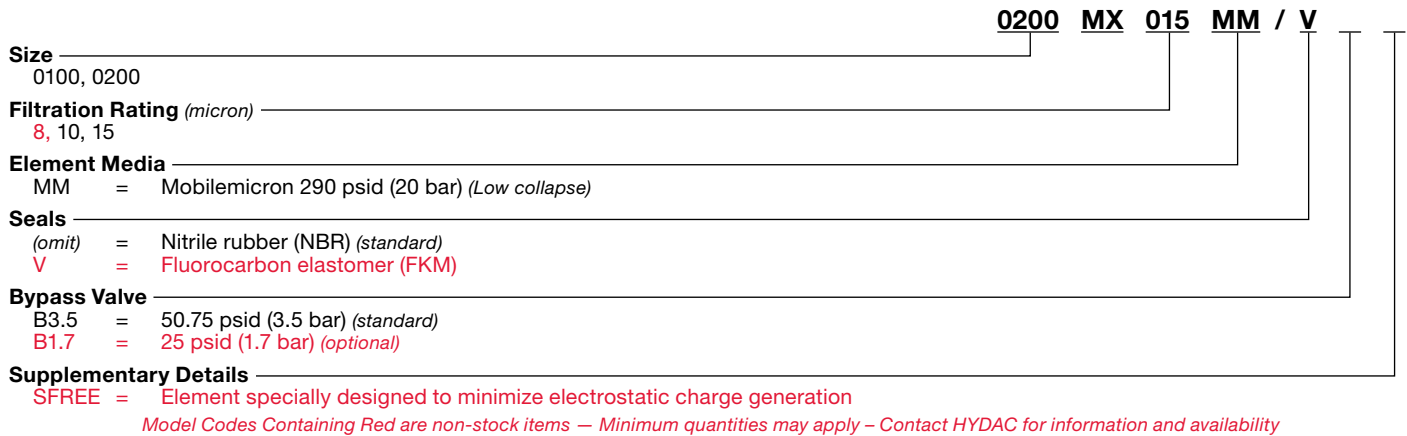 0200 MX 015 MM / V _ _
Size
0100, 0200
Filtration Rating (micron)
8, 10, 15
Element Media
MM = Mobilemicron 290 psid (20 bar) (Low collapse)
Seals
(omit) = Nitrile rubber (NBR) (standard)
V = Fluorocarbon elastomer (FKM)
Bypass Valve
B3.5 = 50.75 psid (3.5 bar) (standard)
B1.7 = 25 psid (1.7 bar) (optional)
Supplementary Details
SFREE = Element specially designed to minimize electrostatic charge generation
Model Codes Containing Red are non-stock items — Minimum quantities may apply – Contact HYDAC for information and availability